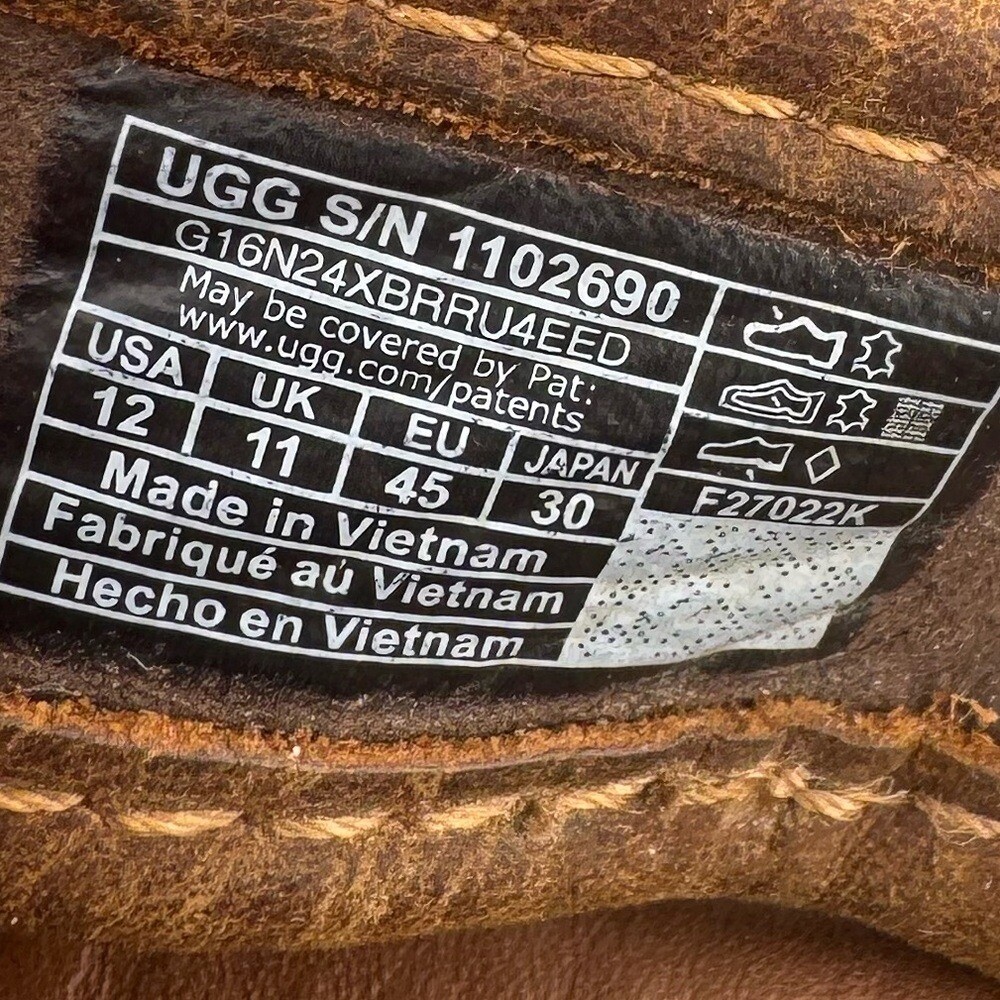 UGG S/N 1102690
G16N24XBRRU4EED
May be covered by Pat:
www.ugg.com/patents
USA UK EU JAPAN
12 11 45 30
Made in Vietnam
Fabriqué aú Vietnam
Hecho en Vietnam
F27022K